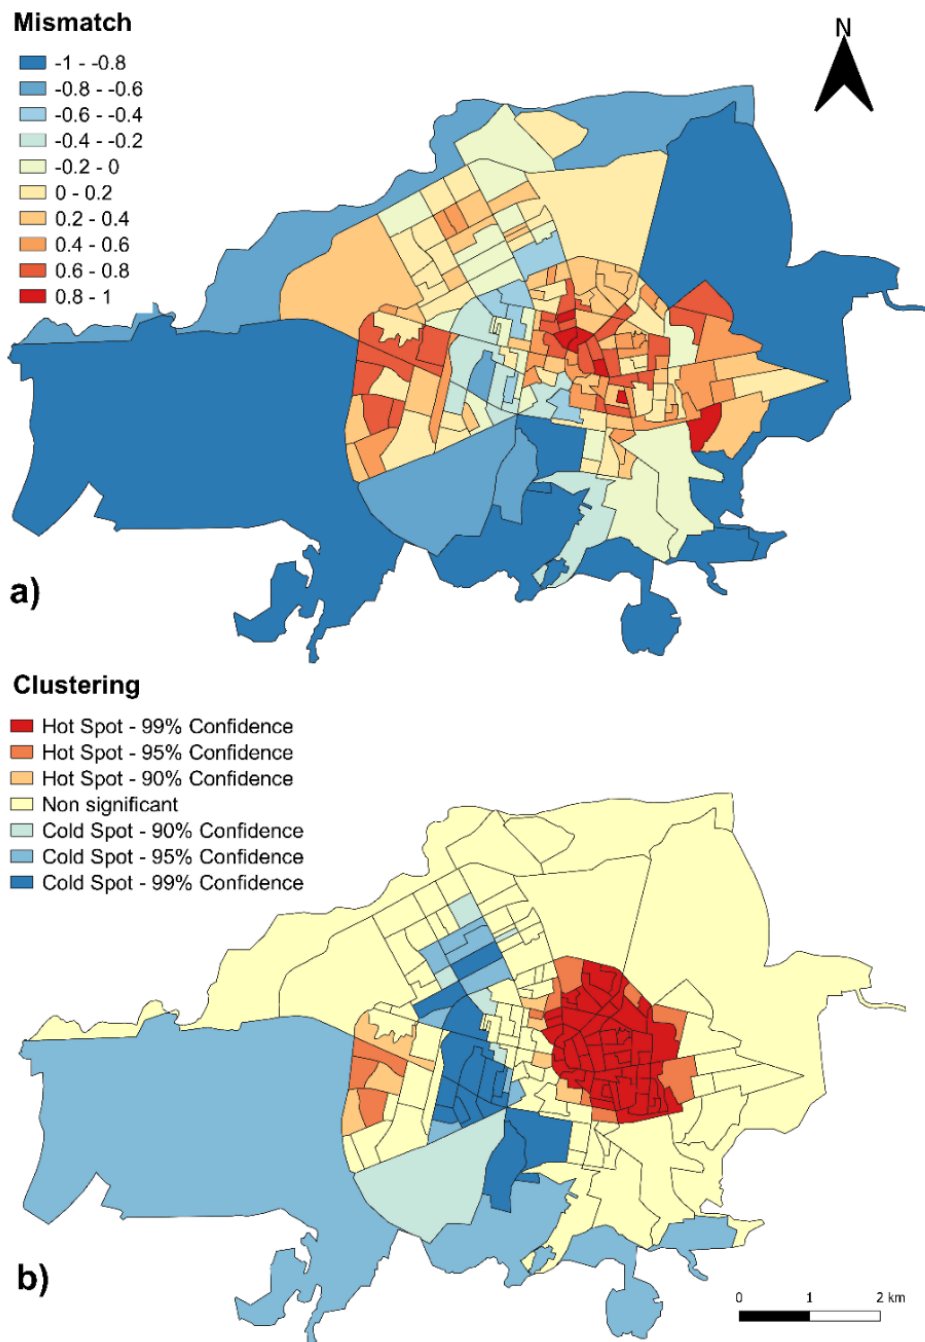 Mismatch
-1 - -0.8
-0.8 - -0.6
-0.6 - -0.4
-0.4 - -0.2
-0.2 - 0
0 - 0.2
0.2 - 0.4
0.4 - 0.6
0.6 - 0.8
0.8 - 1
N
a)
Clustering
Hot Spot - 99% Confidence
Hot Spot - 95% Confidence
Hot Spot - 90% Confidence
Non significant
Cold Spot - 90% Confidence
Cold Spot - 95% Confidence
Cold Spot - 99% Confidence
b)
0 1 2 km